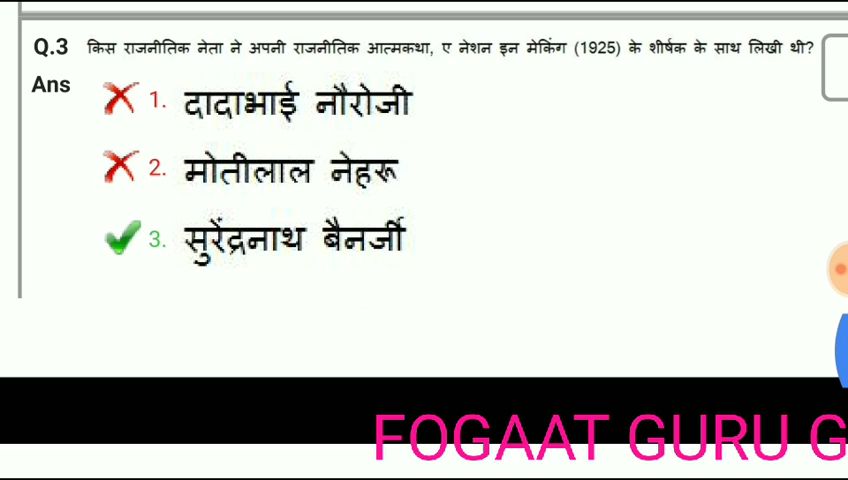 Q.3 किस राजनीतिक नेता ने अपनी राजनीतिक आत्मकथा, ए नेशन इन मेकिंग (1925) के शीर्षक के साथ लिखी थी?
Ans
1. दादाभाई नौरोजी
2. मोतीलाल नेहरू
3. सुरेंद्रनाथ बैनर्जी
FOGAAT GURU G